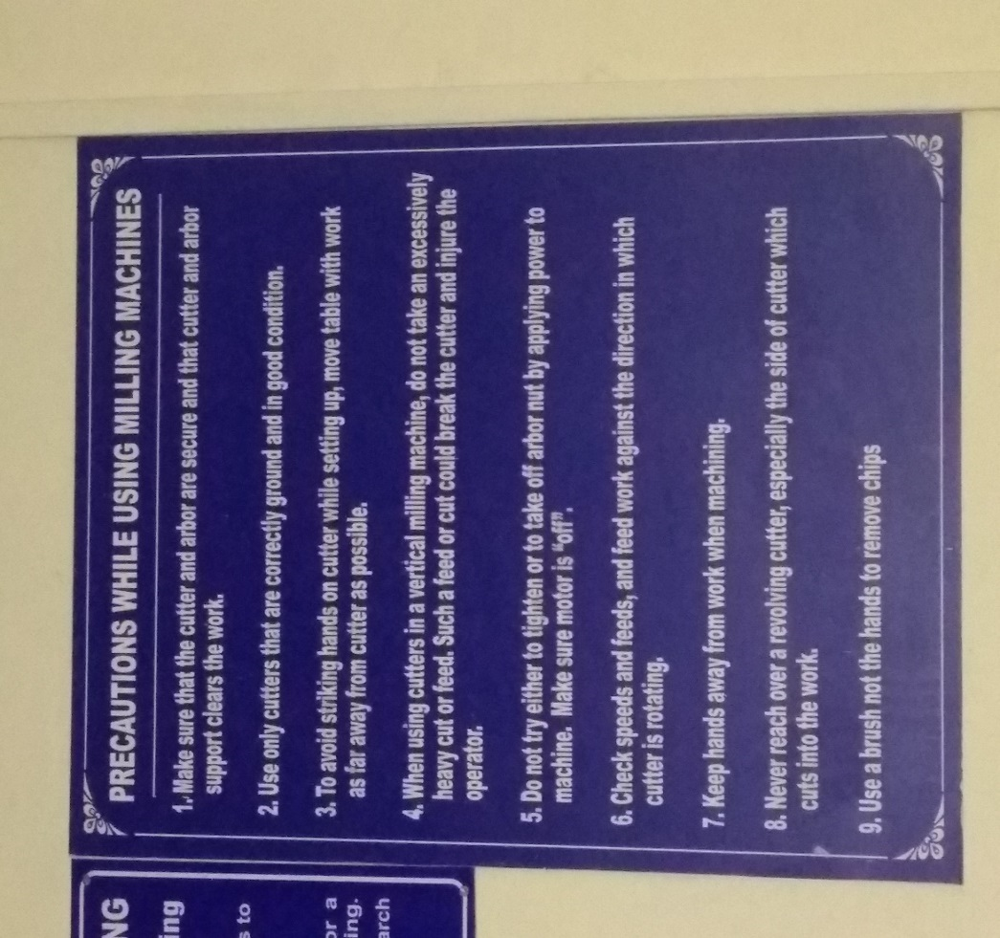 PRECAUTIONS WHILE USING MILLING MACHINES
1. Make sure that the cutter and arbor are secure and that cutter and arbor
support clears the work.
2. Use only cutters that are correctly ground and in good condition.
3. To avoid striking hands on cutter while setting up, move table with work
as far away from cutter as possible.
4. When using cutters in a vertical milling machine, do not take an excessively
heavy cut or feed. Such a feed or cut could break the cutter and injure the
operator.
5. Do not try either to tighten or to take off arbor nut by applying power to
machine. Make sure motor is “off”.
6. Check speeds and feeds, and feed work against the direction in which
cutter is rotating.
7. Keep hands away from work when machining.
8. Never reach over a revolving cutter, especially the side of cutter which
cuts into the work.
9. Use a brush not the hands to remove chips
NG
ing
s to
or a
ing.
arch